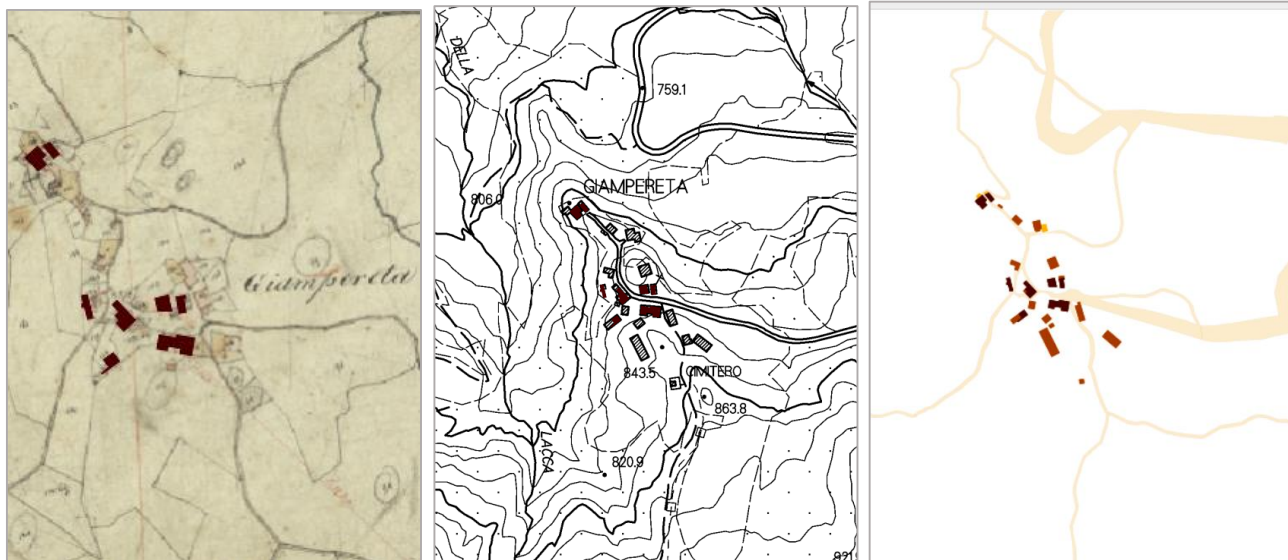 Giampereta
DELLA
759.1
GIAMPERETA
806.0
843.5
CIMITERO
863.8
LACCA
820.9